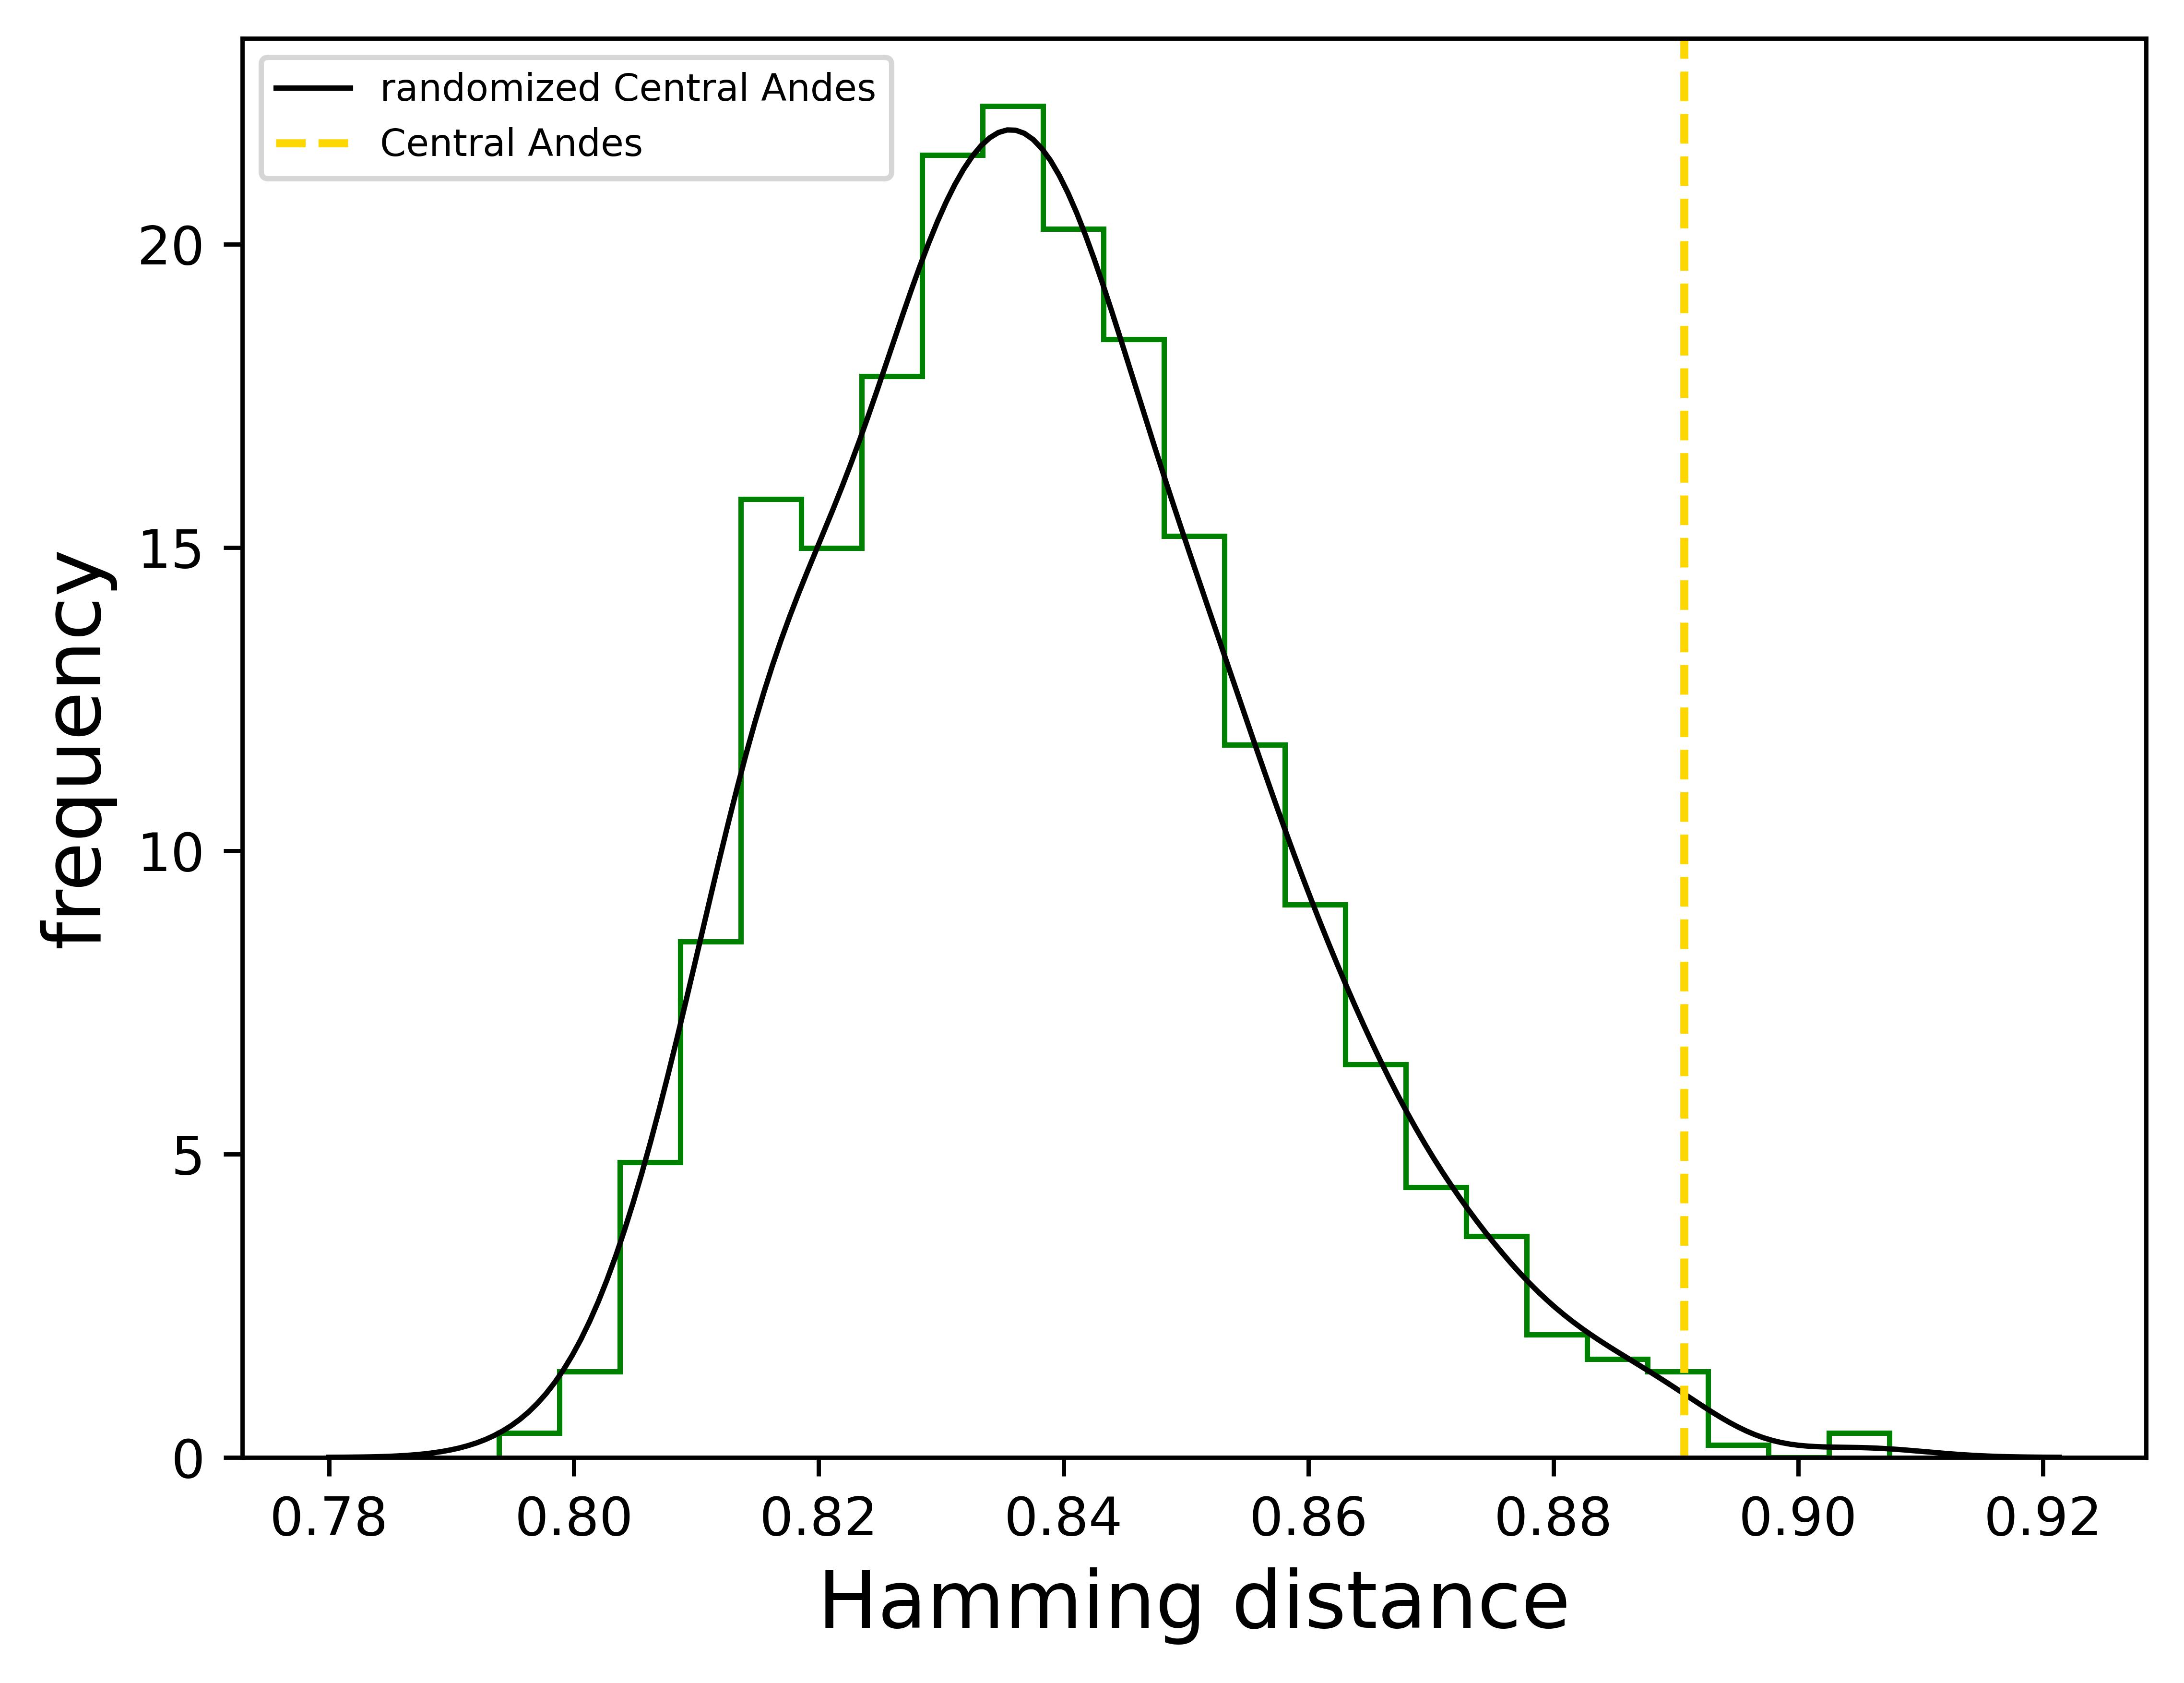 randomized Central Andes
Central Andes
frequency
20
15
10
5
0
0.78 0.80 0.82 0.84 0.86 0.88 0.90 0.92
Hamming distance